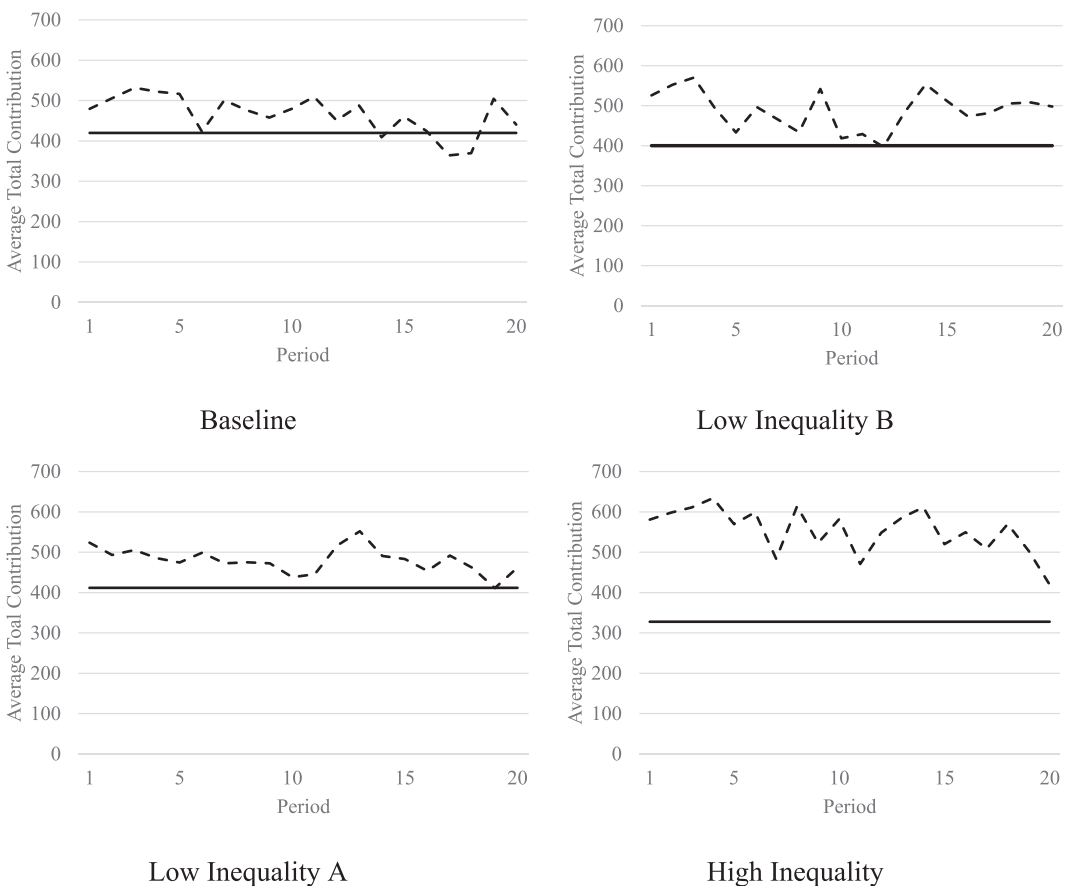 700
600
500
400
300
200
100
0
Average Total Contribution
1 5 10 15 20
Period
Baseline
700
600
500
400
300
200
100
0
Average Total Contribution
1 5 10 15 20
Period
Low Inequality B
700
600
500
400
300
200
100
0
Average Toal Contribution
1 5 10 15 20
Period
Low Inequality A
700
600
500
400
300
200
100
0
Average Total Contribution
1 5 10 15 20
Period
High Inequality